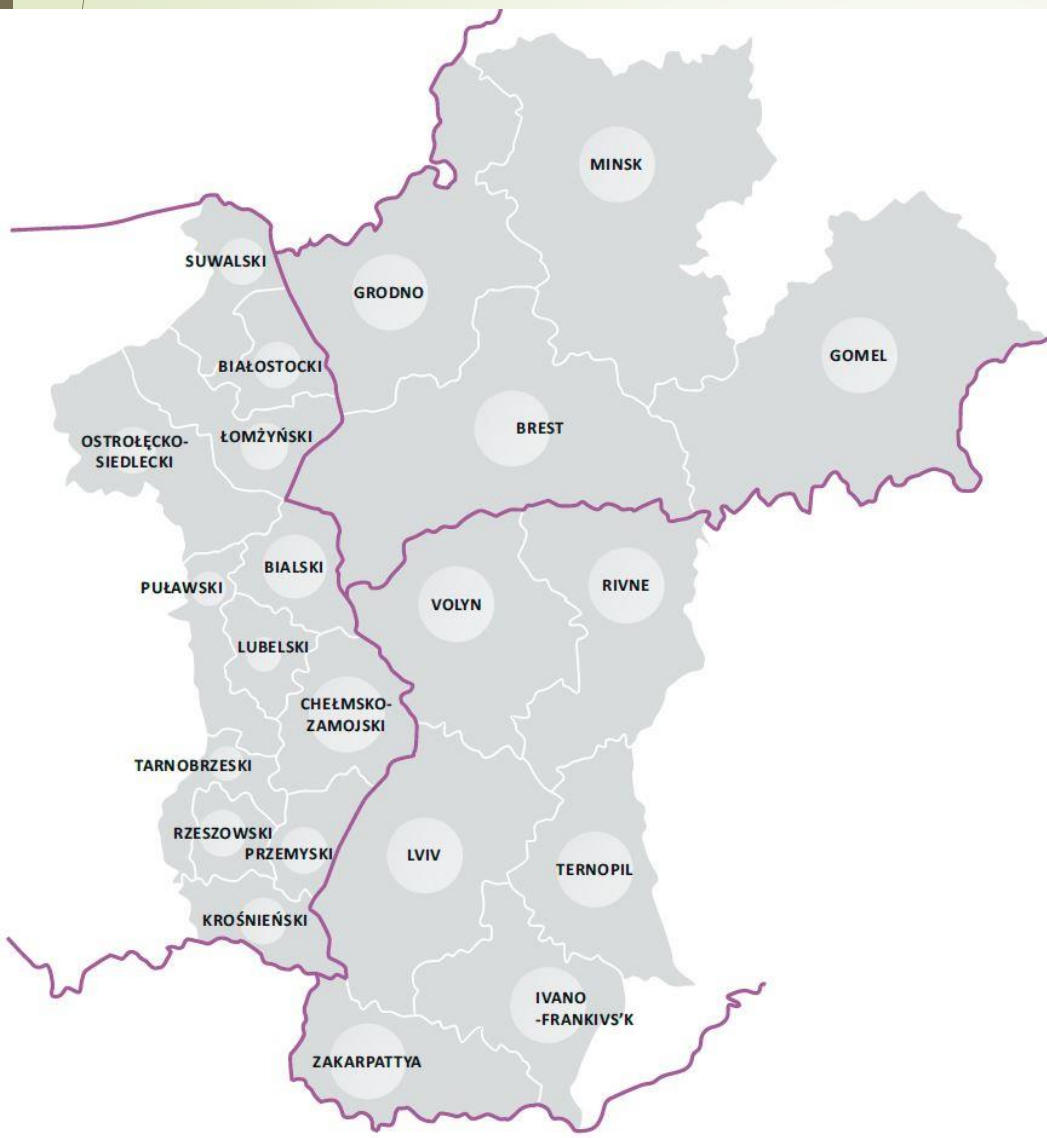 MINSK
SUWALSKI
GRODNO
GOMEL
BIAŁOSTOCKI
BREST
OSTROŁĘCKO-
SIEDLECKI
ŁOMŻYŃSKI
BIALSKI
PUŁAWSKI
VOLYN
RIVNE
LUBELSKI
CHEŁMSKO-
ZAMOJSKI
TARNOBRZESKI
RZESZOWSKI
PRZEMYSKI
LVIV
TERNOPIL
KROŚNIEŃSKI
IVANO
-FRANKIVS’K
ZAKARPATTYA